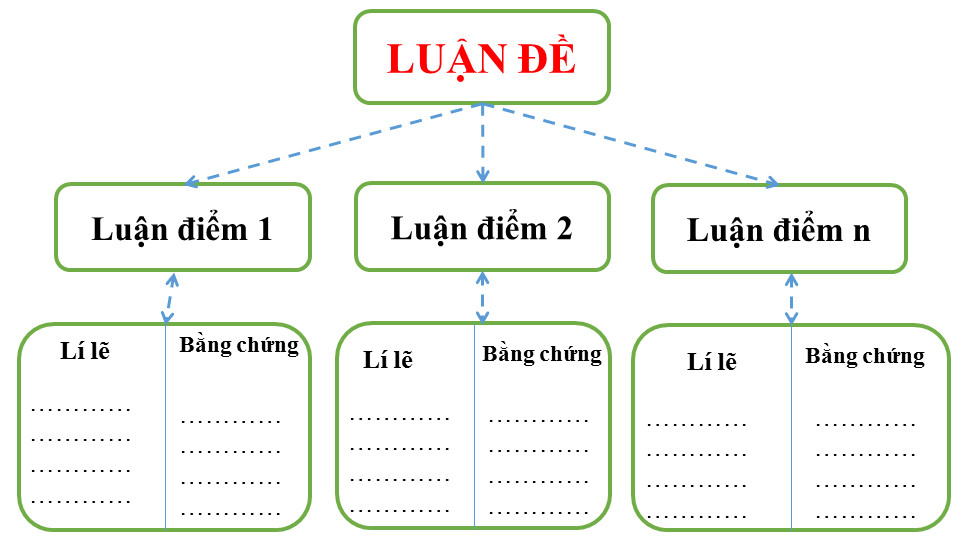 LUẬN ĐỀ
Luận điểm 1
Luận điểm 2
Luận điểm n
Lí lẽ
Bằng chứng
…………
…………
…………
…………
…………
…………
…………
…………
Lí lẽ
Bằng chứng
…………
…………
…………
…………
…………
…………
…………
…………
Lí lẽ
Bằng chứng
…………
…………
…………
…………
…………
…………
…………
…………